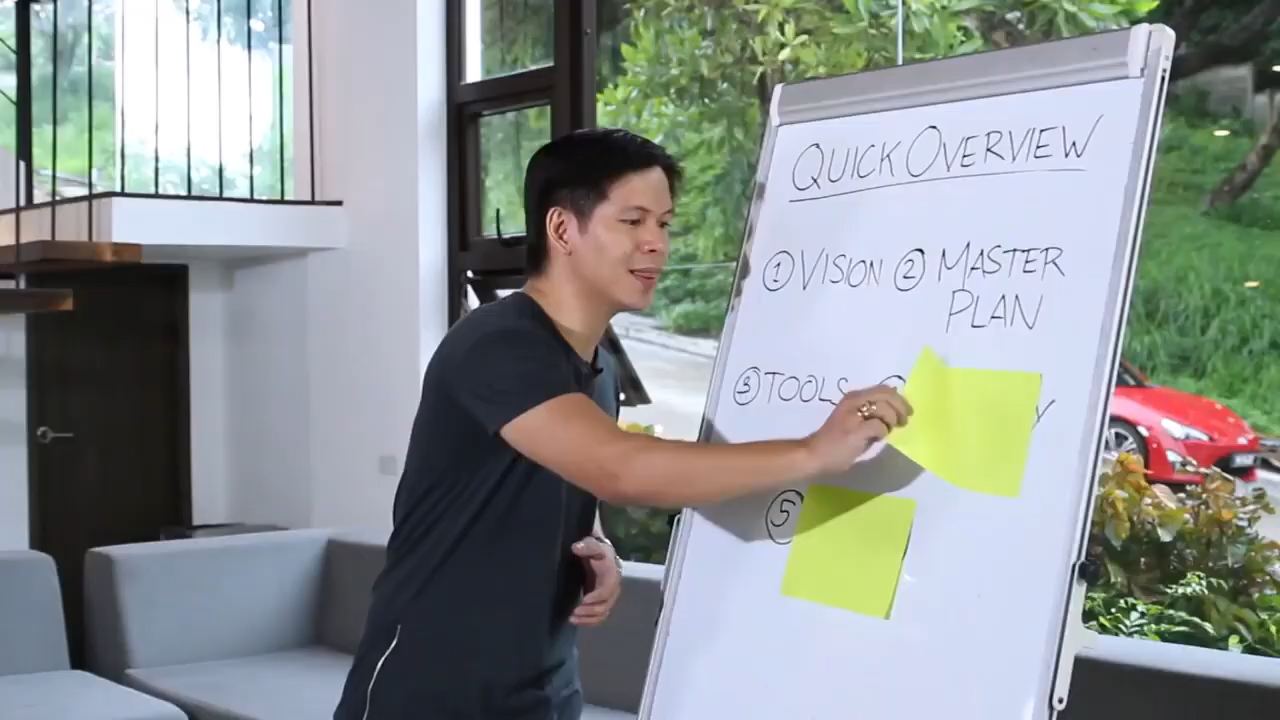 QUICK OVERVIEW
① VISION ② MASTER
PLAN
③ TOOLS
⑤